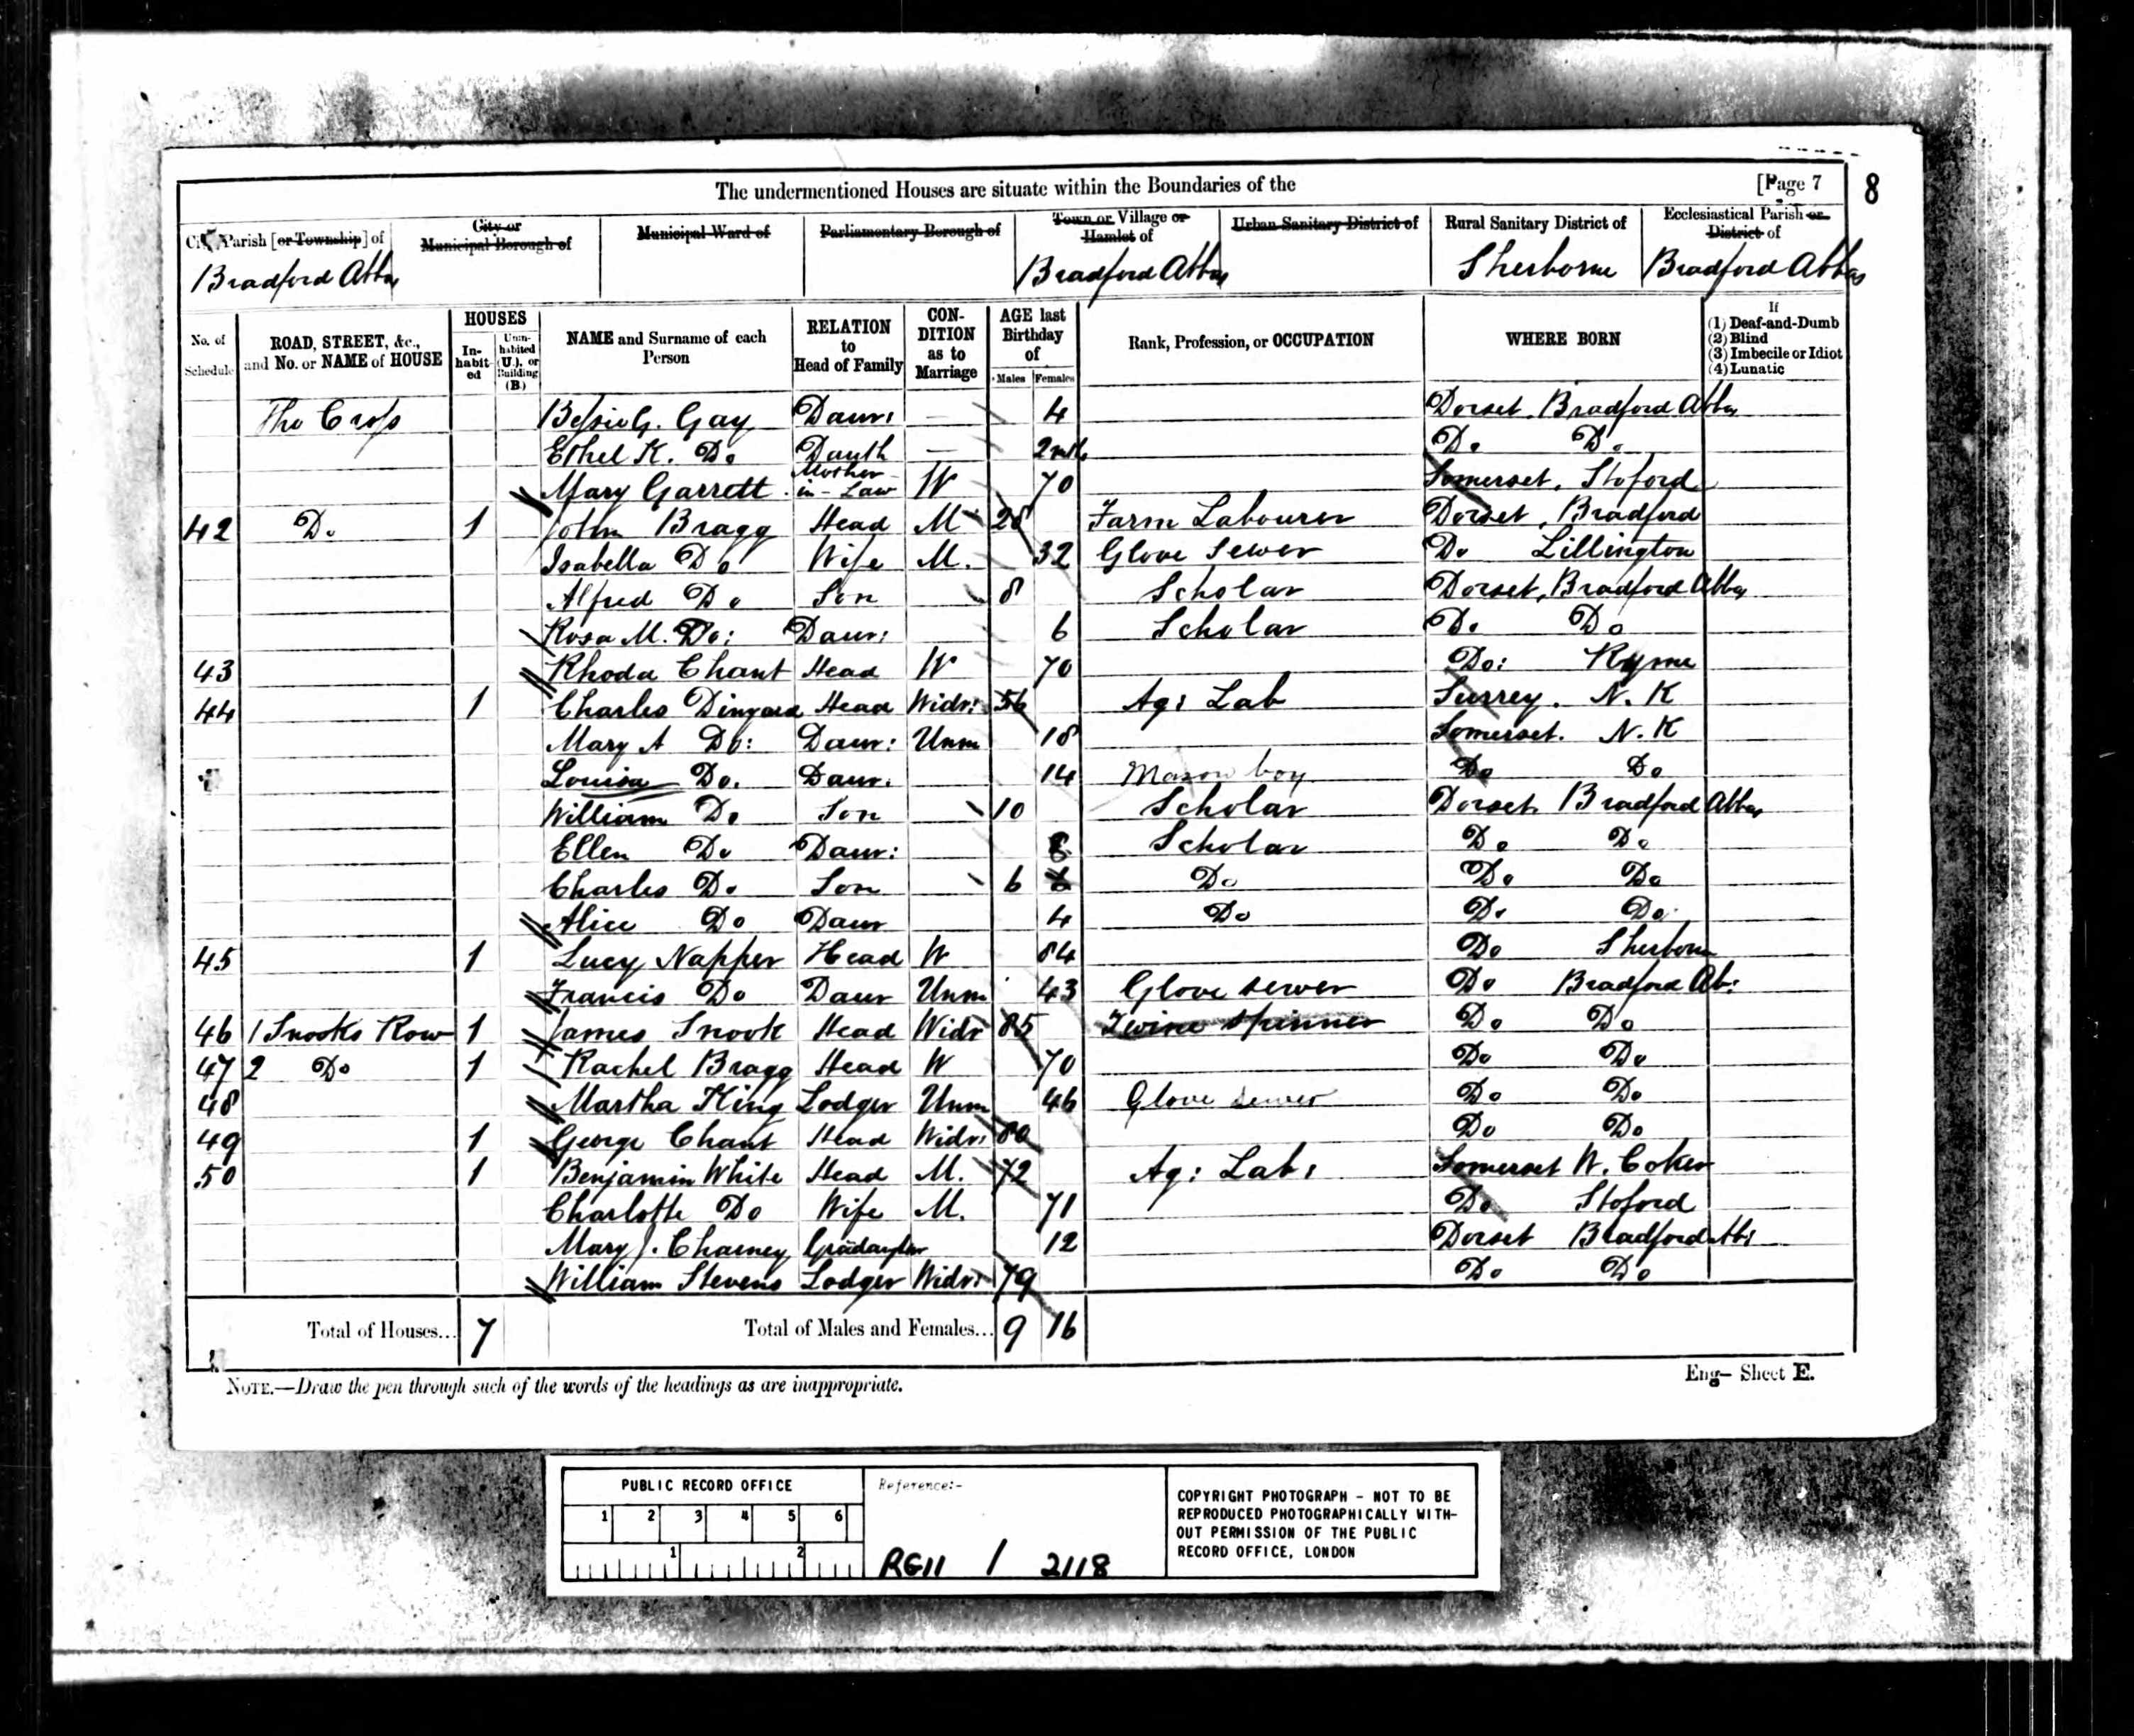 The undermentioned Houses are situate within the Boundaries of the [Page 7 8
Parish [or Township] of City or Municipal Borough of Municipal Ward of Parliamentary Borough of Town or Village or Hamlet of Urban Sanitary District of Rural Sanitary District of Ecclesiastical Parish or District of
Bradford Abbas Bradford Abbas Sherborne Bradford Abbas
No. of Schedule ROAD, STREET, &c., and No. or NAME of HOUSE HOUSES Inhabited Uninhabited (U.), or Building (B.) NAME and Surname of each Person RELATION to Head of Family CONDITION as to Marriage AGE last Birthday of Males Females Rank, Profession, or OCCUPATION WHERE BORN If (1) Deaf-and-Dumb (2) Blind (3) Imbecile or Idiot (4) Lunatic
The Cross Bessie G. Gay Daur: — 4 Dorset, Bradford Abbas
Ethel K. Do Dauth — 2 mths Do Do
Mary Garrett Mother-in-Law W 70 Somerset, Stoford
42 Do 1 John Bragg Head M 28 Farm Labourer Dorset, Bradford
Isabella Do Wife M. 32 Glove Sewer Do Lillington
Alfred Do Son 8 Scholar Dorset, Bradford Abbas
Rosa M. Do: Daur: 6 Scholar Do Do
43 Rhoda Chant Head W 70 Do: Ryme
44 1 Charles Head Widr: 56 Ag: Lab Surrey. N. K
Mary A Do: Daur: Unm 18 Somerset. N. K
Louisa Do. Daur. 14 Mason boy Do Do
William Do Son 10 Scholar Dorset Bradford Abbas
Ellen Do Daur: 8 Scholar Do Do
Charles Do Son 6 6 Do Do Do
Alice Do Daur 4 Do Do Do
45 1 Lucy Napper Head W 84 Do Sherborne
Francis Do Daur Unm 43 Glove sewer Do Bradford Ab:
46 1 Snooks Row 1 James Snook Head Widr 85 Twine Spinner Do Do
47 2 Do 1 Rachel Bragg Head W 70 Do Do
48 Martha King Lodger Unm 46 Glove sewer Do Do
49 1 George Chant Head Widr: 80 Do Do
50 1 Benjamin White Head M. 72 Ag: Lab: Somerset W. Coker
Charlotte Do Wife M. 71 Do Stoford
Mary J. 12 Dorset Bradford Abb:
William Stevens Lodger Widr: 79 Do Do
Total of Houses... 7 Total of Males and Females... 9 16
NOTE.—Draw the pen through such of the words of the headings as are inappropriate.
Eng— Sheet E.
PUBLIC RECORD OFFICE
1 2 3 4 5 6
1 2
Reference:-
RG11 / 2118
COPYRIGHT PHOTOGRAPH - NOT TO BE
REPRODUCED PHOTOGRAPHICALLY WITH-
OUT PERMISSION OF THE PUBLIC
RECORD OFFICE, LONDON